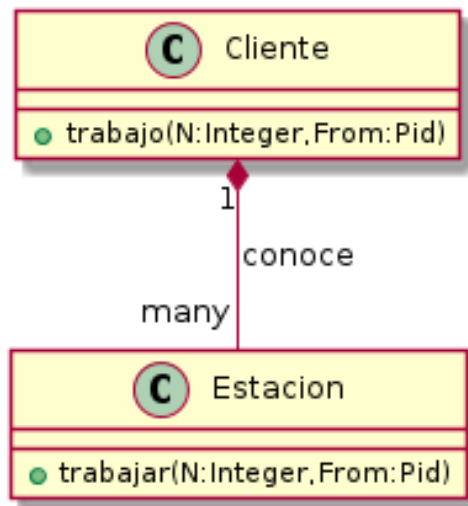 C Cliente
trabajo(N:Integer,From:Pid)
1
conoce
many
C Estacion
trabajar(N:Integer,From:Pid)